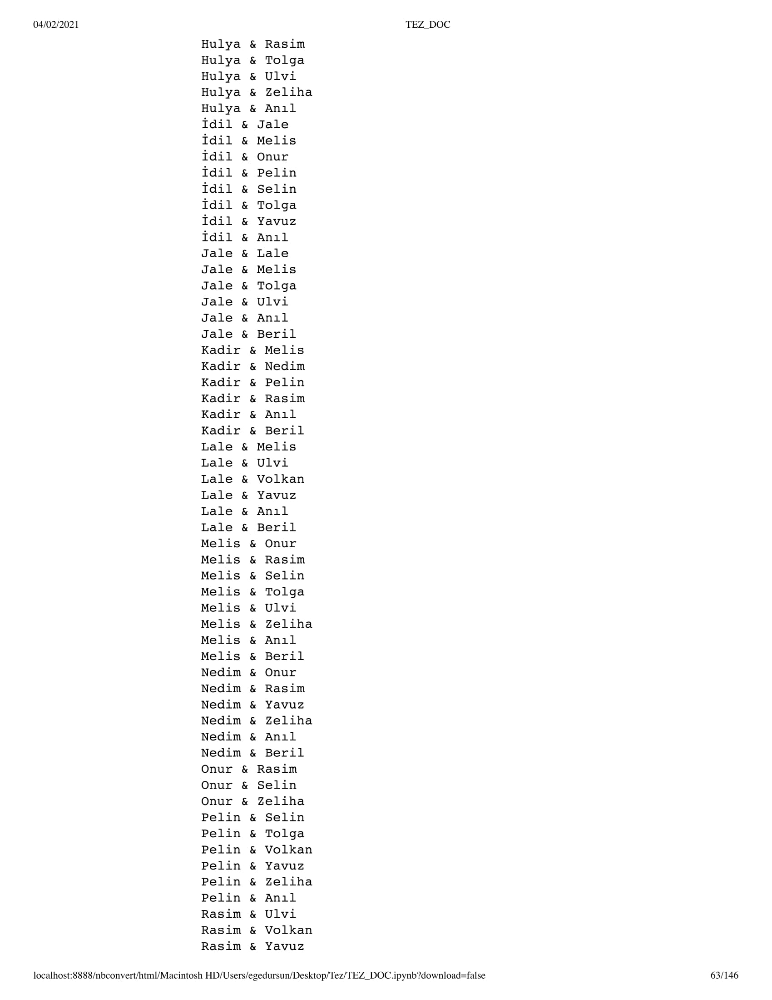 04/02/2021 TEZ_DOC
Hulya & Rasim
Hulya & Tolga
Hulya & Ulvi
Hulya & Zeliha
Hulya & Anıl
İdil & Jale
İdil & Melis
İdil & Onur
İdil & Pelin
İdil & Selin
İdil & Tolga
İdil & Yavuz
İdil & Anıl
Jale & Lale
Jale & Melis
Jale & Tolga
Jale & Ulvi
Jale & Anıl
Jale & Beril
Kadir & Melis
Kadir & Nedim
Kadir & Pelin
Kadir & Rasim
Kadir & Anıl
Kadir & Beril
Lale & Melis
Lale & Ulvi
Lale & Volkan
Lale & Yavuz
Lale & Anıl
Lale & Beril
Melis & Onur
Melis & Rasim
Melis & Selin
Melis & Tolga
Melis & Ulvi
Melis & Zeliha
Melis & Anıl
Melis & Beril
Nedim & Onur
Nedim & Rasim
Nedim & Yavuz
Nedim & Zeliha
Nedim & Anıl
Nedim & Beril
Onur & Rasim
Onur & Selin
Onur & Zeliha
Pelin & Selin
Pelin & Tolga
Pelin & Volkan
Pelin & Yavuz
Pelin & Zeliha
Pelin & Anıl
Rasim & Ulvi
Rasim & Volkan
Rasim & Yavuz
localhost:8888/nbconvert/html/Macintosh HD/Users/egedursun/Desktop/Tez/TEZ_DOC.ipynb?download=false 63/146